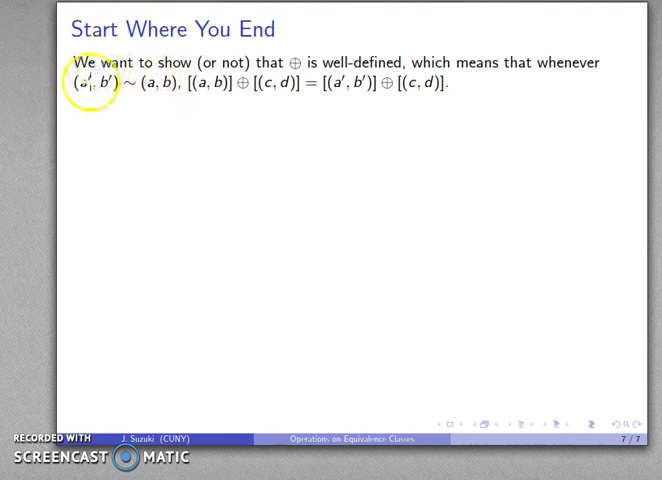 Start Where You End
We want to show (or not) that ⊕ is well-defined, which means that whenever
(a′, b′) ∼ (a, b), [(a, b)] ⊕ [(c, d)] = [(a′, b′)] ⊕ [(c, d)].
RECORDED WITH
SCREENCAST MATIC
J. Suzuki (CUNY)
Operations on Equivalence Classes
7 / 7